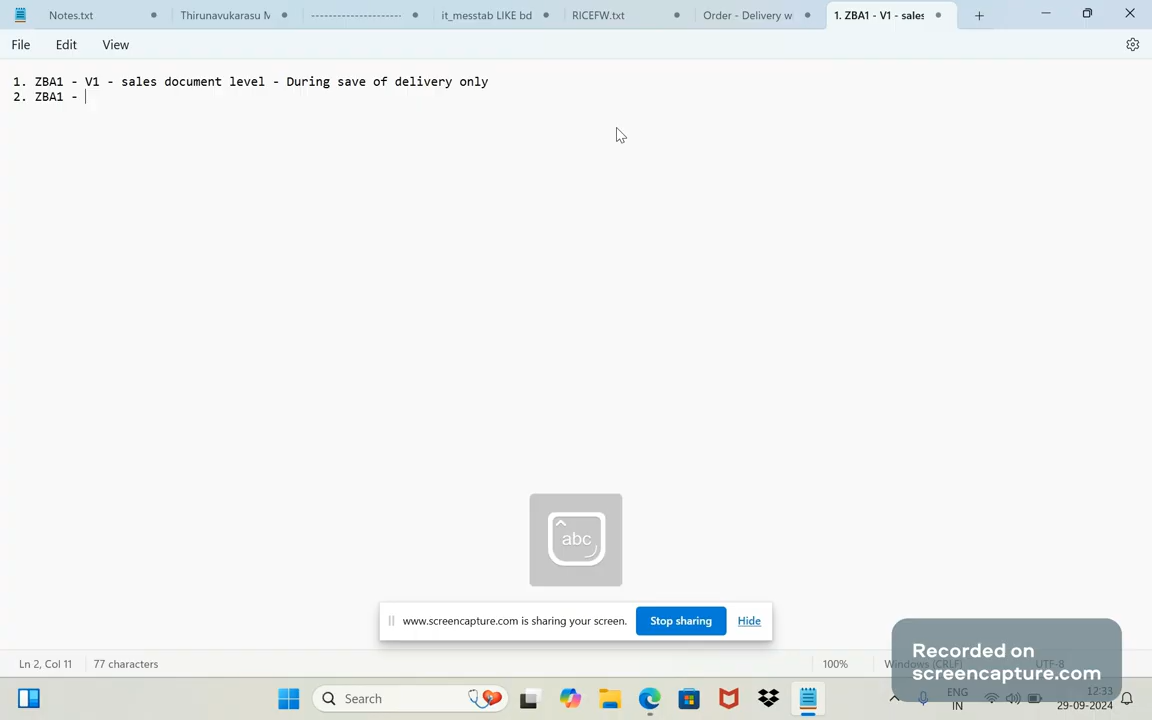 Notes.txt
Thirunavukarasu M
--------------------
it_messtab LIKE bd
RICEFW.txt
Order - Delivery w
1. ZBA1 - V1 - sales
File
Edit
View
1. ZBA1 - V1 - sales document level - During save of delivery only
2. ZBA1 -
abc
www.screencapture.com is sharing your screen.
Stop sharing
Hide
Recorded on
screencapture.com
Ln 2, Col 11
77 characters
100%
Windows (CRLF)
UTF-8
Search
ENG
IN
12:33
29-09-2024